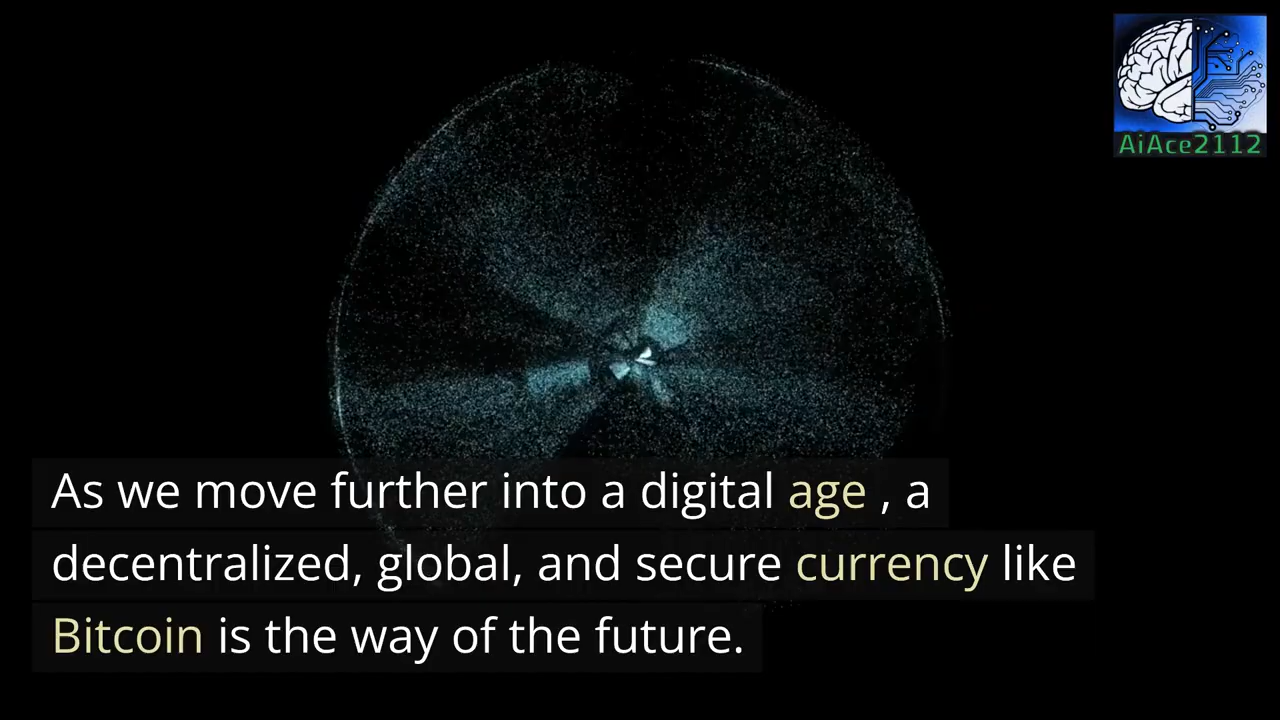 AiAce2112
As we move further into a digital age , a
decentralized, global, and secure currency like
Bitcoin is the way of the future.